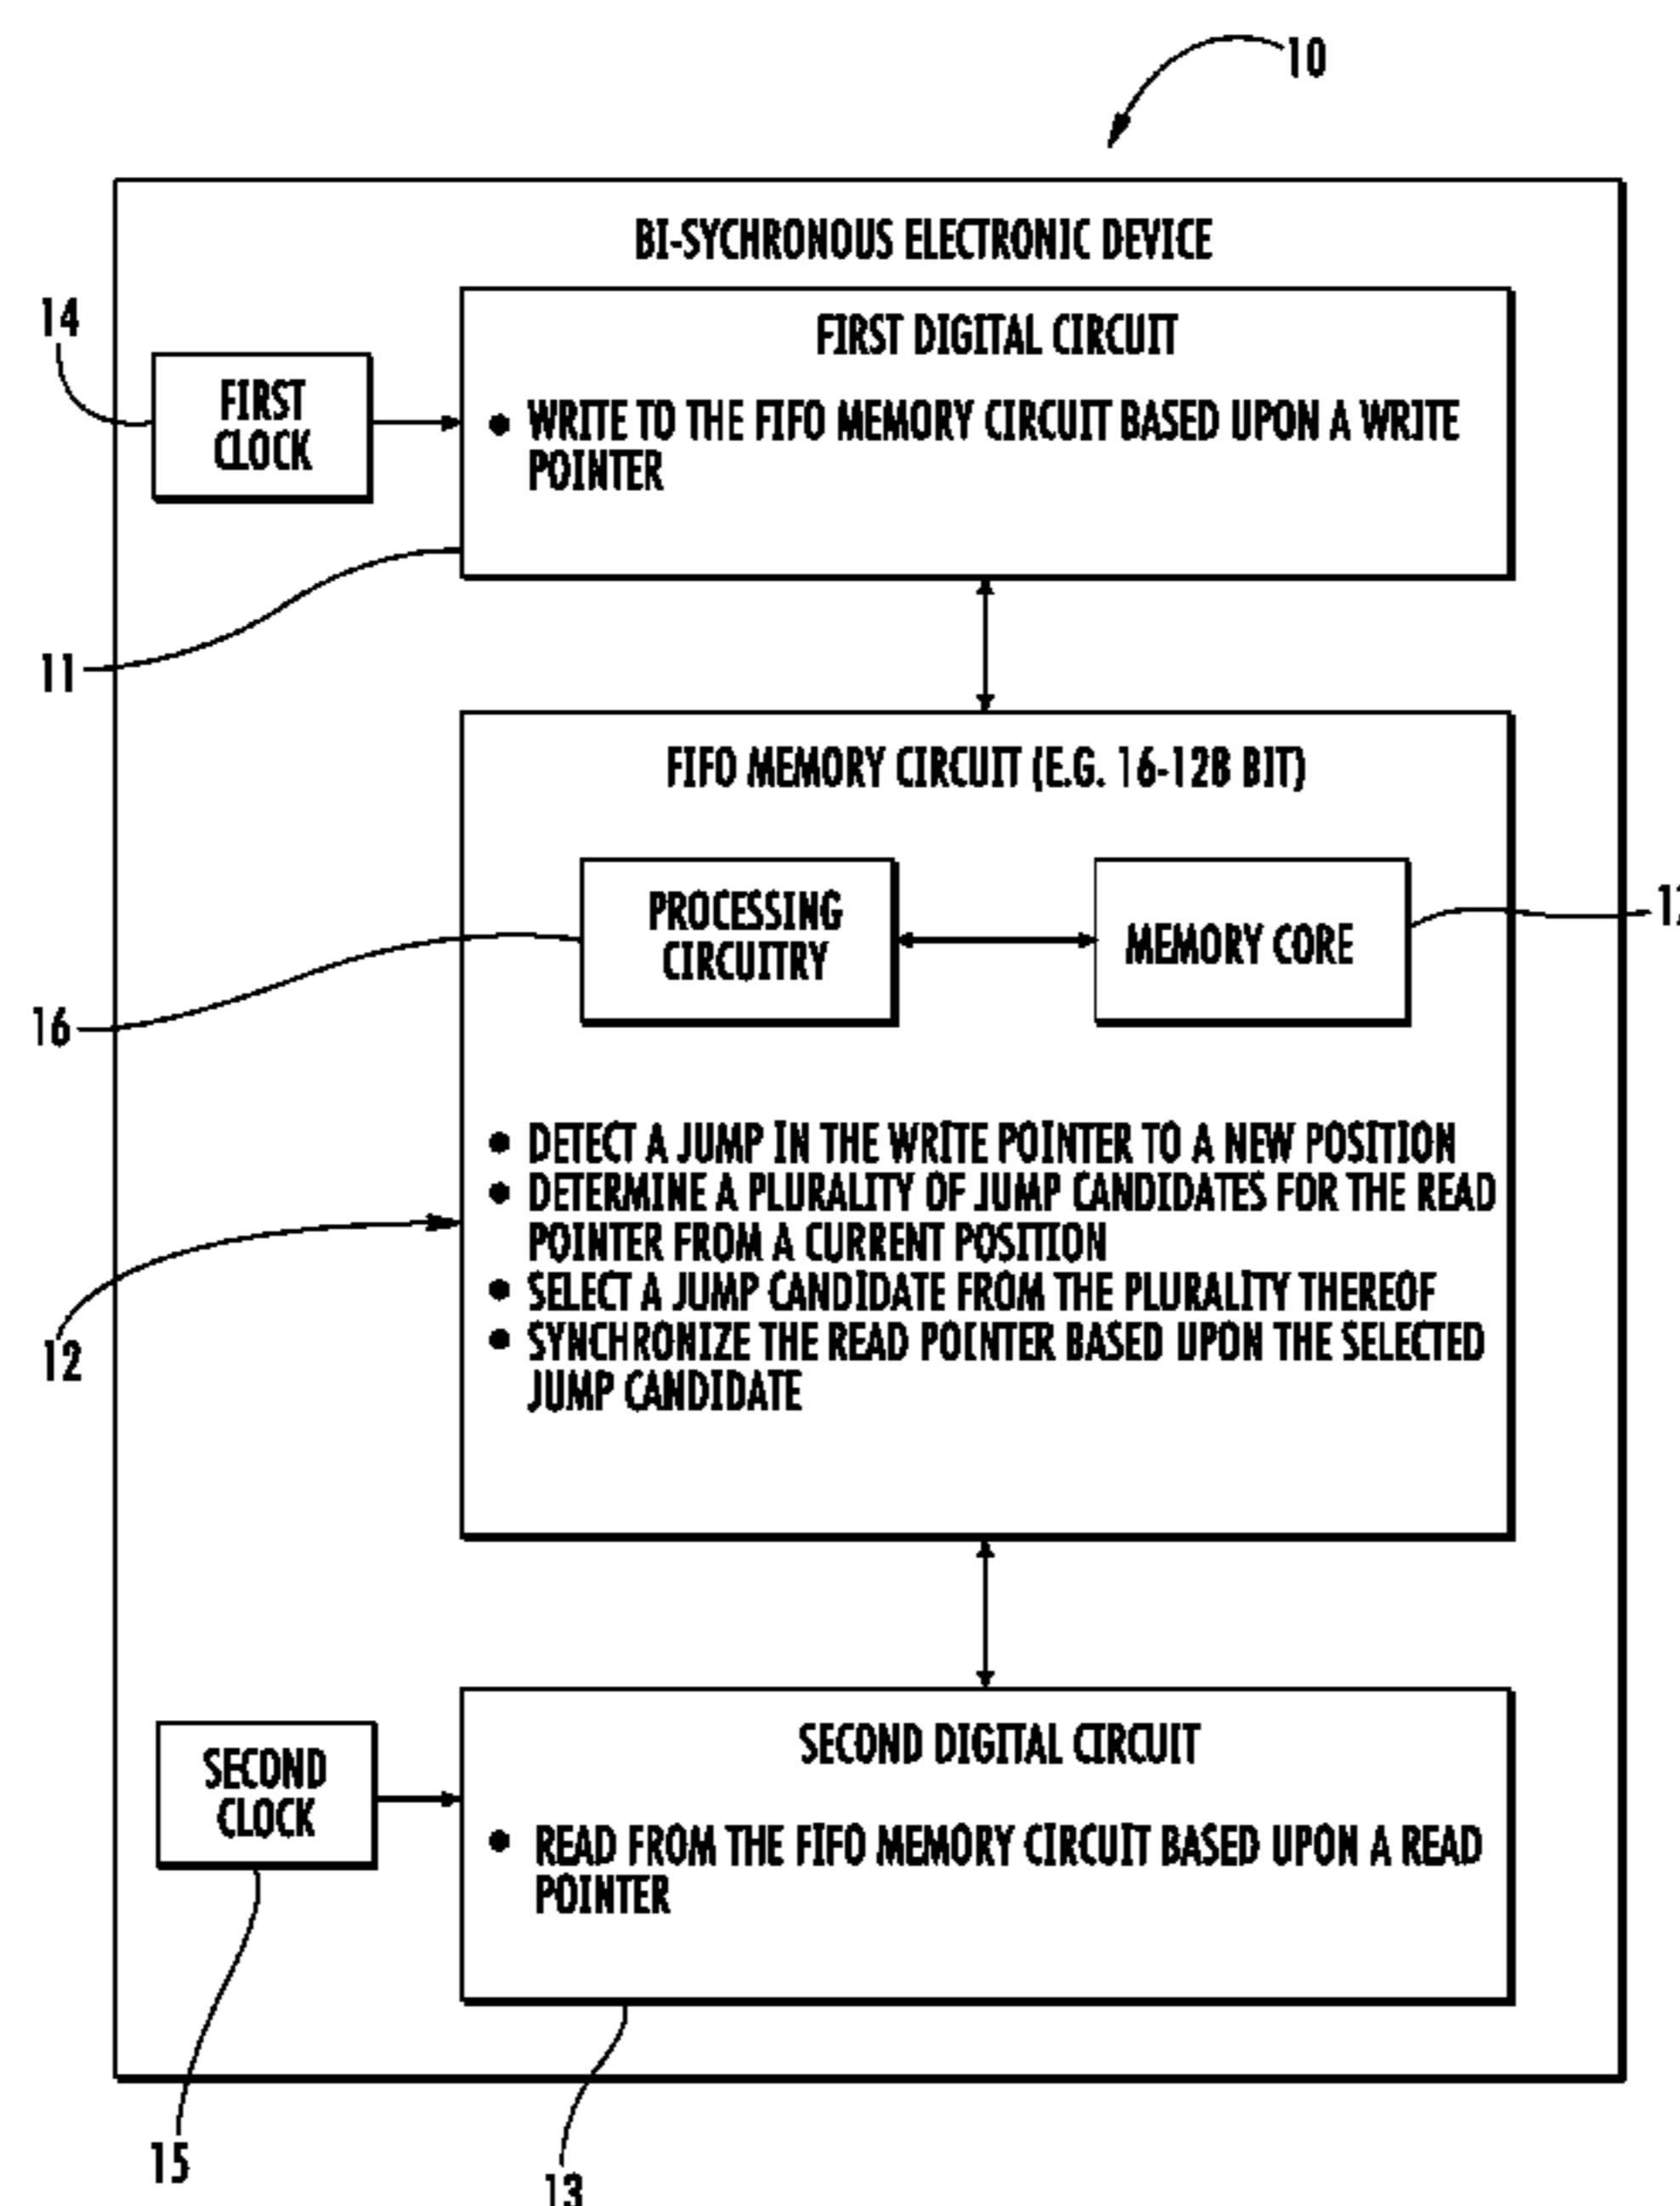 10
BI-SYCHRONOUS ELECTRONIC DEVICE
14
FIRST
CLOCK
FIRST DIGITAL CIRCUIT
• WRITE TO THE FIFO MEMORY CIRCUIT BASED UPON A WRITE
POINTER
11
FIFO MEMORY CIRCUIT (E.G. 16-128 BIT)
PROCESSING
CIRCUITRY
MEMORY CORE
16
• DETECT A JUMP IN THE WRITE POINTER TO A NEW POSITION
• DETERMINE A PLURALITY OF JUMP CANDIDATES FOR THE READ
POINTER FROM A CURRENT POSITION
• SELECT A JUMP CANDIDATE FROM THE PLURALITY THEREOF
• SYNCHRONIZE THE READ POINTER BASED UPON THE SELECTED
JUMP CANDIDATE
12
SECOND
CLOCK
SECOND DIGITAL CIRCUIT
• READ FROM THE FIFO MEMORY CIRCUIT BASED UPON A READ
POINTER
15
13